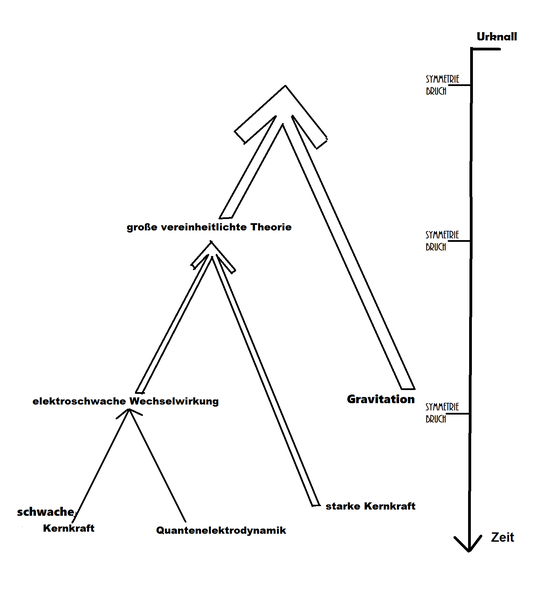 Urknall
SYMMETRIE
BRUCH
große vereinheitlichte Theorie
SYMMETRIE
BRUCH
elektroschwache Wechselwirkung
Gravitation
SYMMETRIE
BRUCH
schwache
Kernkraft
Quantenelektrodynamik
starke Kernkraft
Zeit